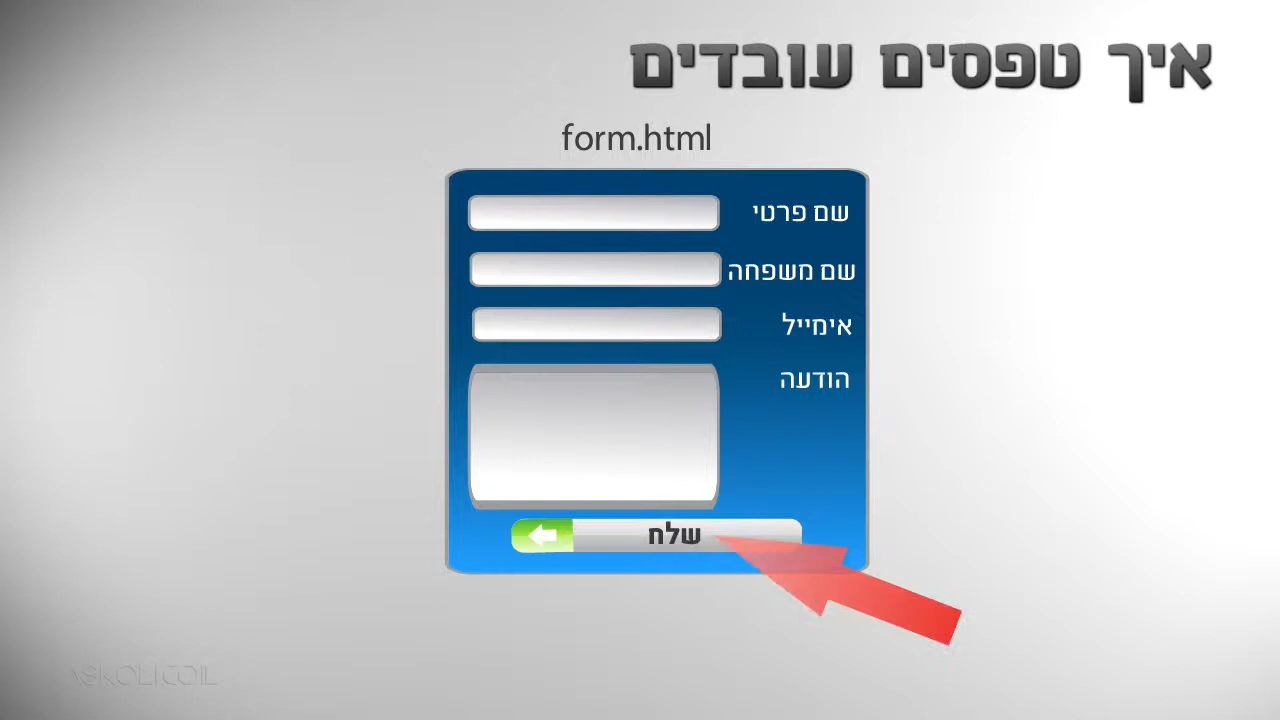 איך טפסים עובדים
form.html
שם פרטי
שם משפחה
אימייל
הודעה
שלח